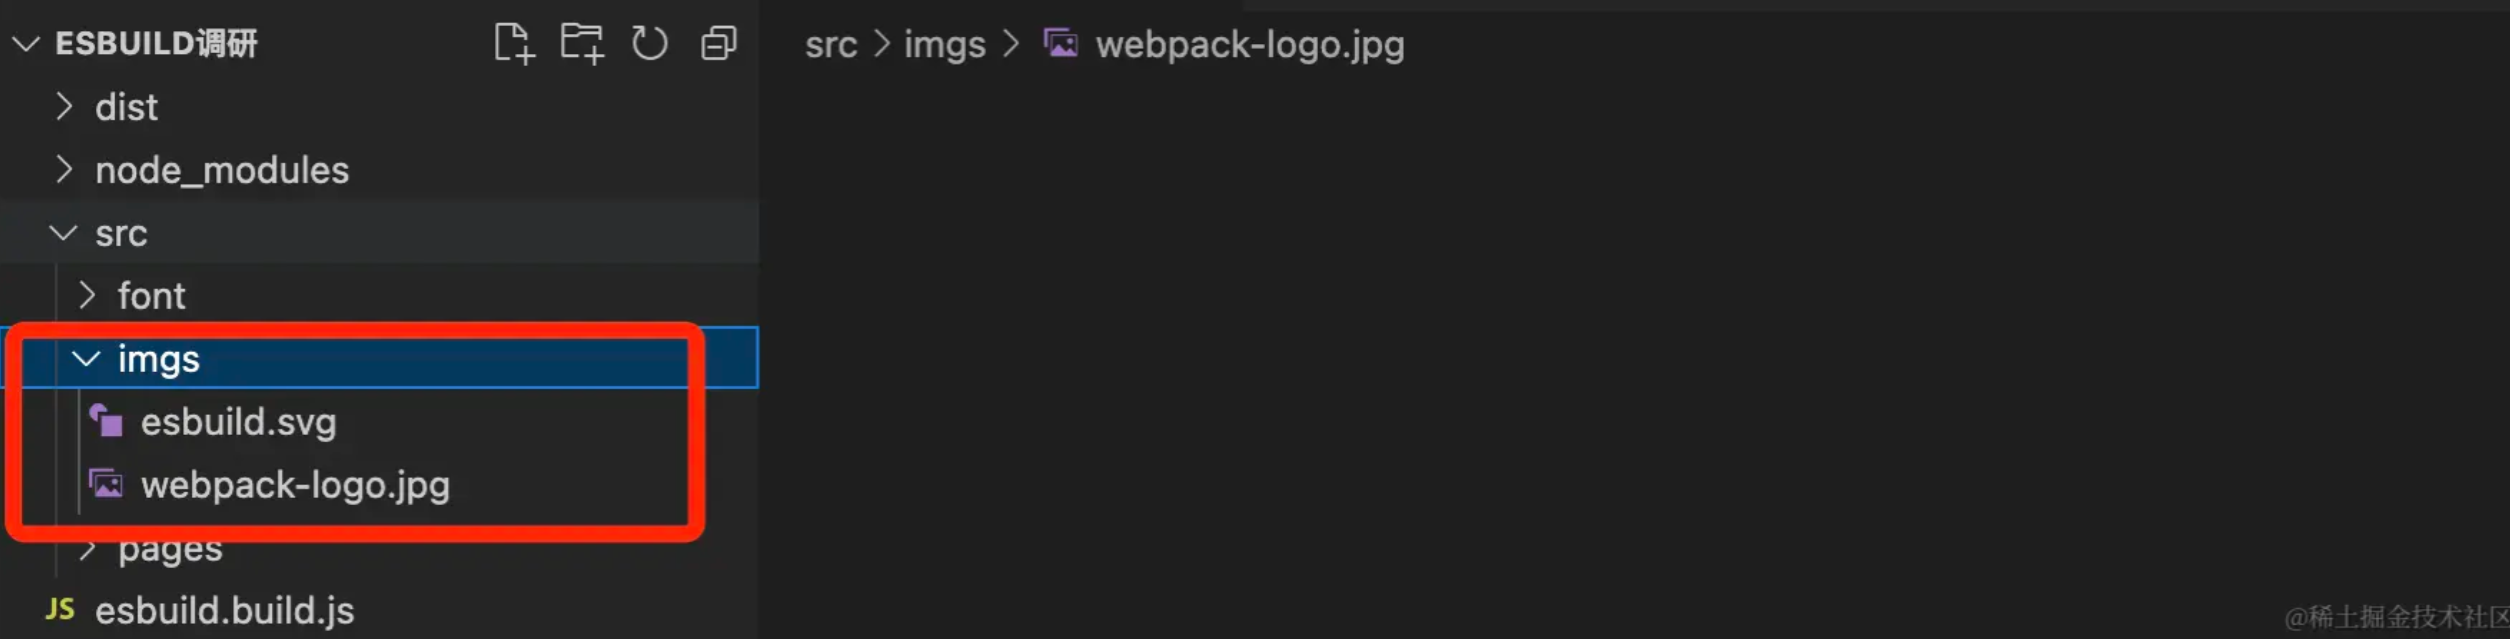 ESBUILD调研
dist
node_modules
src
font
imgs
esbuild.svg
webpack-logo.jpg
pages
JS esbuild.build.js
src > imgs > webpack-logo.jpg
@稀土掘金技术社区